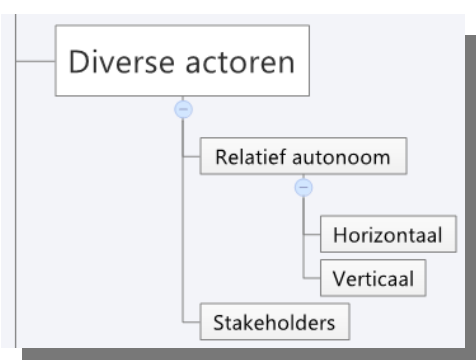 Diverse actoren
Relatief autonoom
Horizontaal
Verticaal
Stakeholders